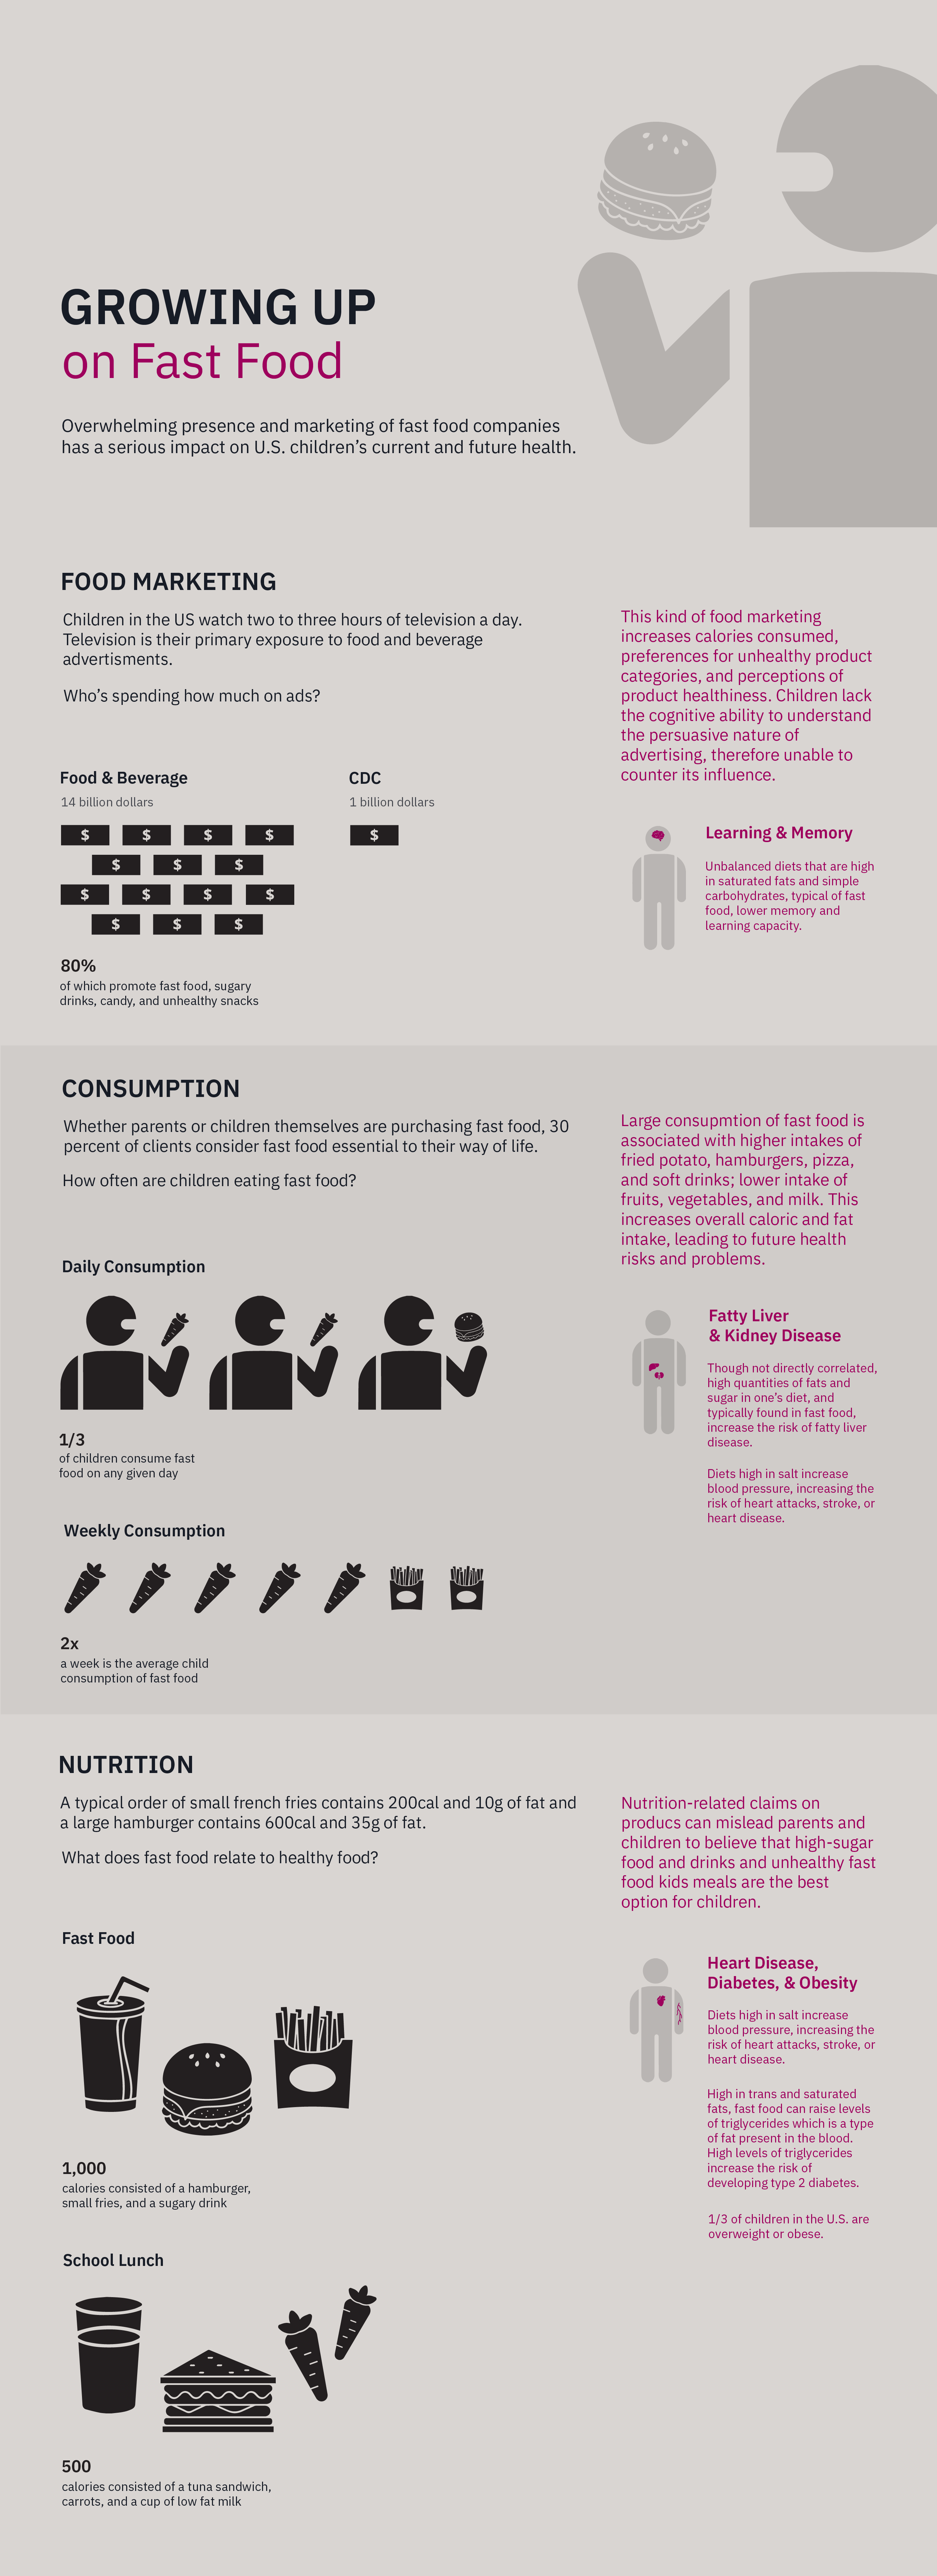 GROWING UP
on Fast Food
Overwhelming presence and marketing of fast food companies
has a serious impact on U.S. children's current and future health.
FOOD MARKETING
Children in the US watch two to three hours of television a day.
Television is their primary exposure to food and beverage
advertisments.
Who's spending how much on ads?
Food & Beverage
14 billion dollars
$ $ $ $
$ $ $
$ $ $ $
$ $ $
80%
of which promote fast food, sugary
drinks, candy, and unhealthy snacks
CDC
1 billion dollars
$
This kind of food marketing
increases calories consumed,
preferences for unhealthy product
categories, and perceptions of
product healthiness. Children lack
the cognitive ability to understand
the persuasive nature of
advertising, therefore unable to
counter its influence.
Learning & Memory
Unbalanced diets that are high
in saturated fats and simple
carbohydrates, typical of fast
food, lower memory and
learning capacity.
CONSUMPTION
Whether parents or children themselves are purchasing fast food, 30
percent of clients consider fast food essential to their way of life.
How often are children eating fast food?
Daily Consumption
1/3
of children consume fast
food on any given day
Weekly Consumption
2x
a week is the average child
consumption of fast food
Large consupmtion of fast food is
associated with higher intakes of
fried potato, hamburgers, pizza,
and soft drinks; lower intake of
fruits, vegetables, and milk. This
increases overall caloric and fat
intake, leading to future health
risks and problems.
Fatty Liver
& Kidney Disease
Though not directly correlated,
high quantities of fats and
sugar in one's diet, and
typically found in fast food,
increase the risk of fatty liver
disease.
Diets high in salt increase
blood pressure, increasing the
risk of heart attacks, stroke, or
heart disease.
NUTRITION
A typical order of small french fries contains 200cal and 10g of fat and
a large hamburger contains 600cal and 35g of fat.
What does fast food relate to healthy food?
Fast Food
1,000
calories consisted of a hamburger,
small fries, and a sugary drink
School Lunch
500
calories consisted of a tuna sandwich,
carrots, and a cup of low fat milk
Nutrition-related claims on
producs can mislead parents and
children to believe that high-sugar
food and drinks and unhealthy fast
food kids meals are the best
option for children.
Heart Disease,
Diabetes, & Obesity
Diets high in salt increase
blood pressure, increasing the
risk of heart attacks, stroke, or
heart disease.
High in trans and saturated
fats, fast food can raise levels
of triglycerides which is a type
of fat present in the blood.
High levels of triglycerides
increase the risk of
developing type 2 diabetes.
1/3 of children in the U.S. are
overweight or obese.